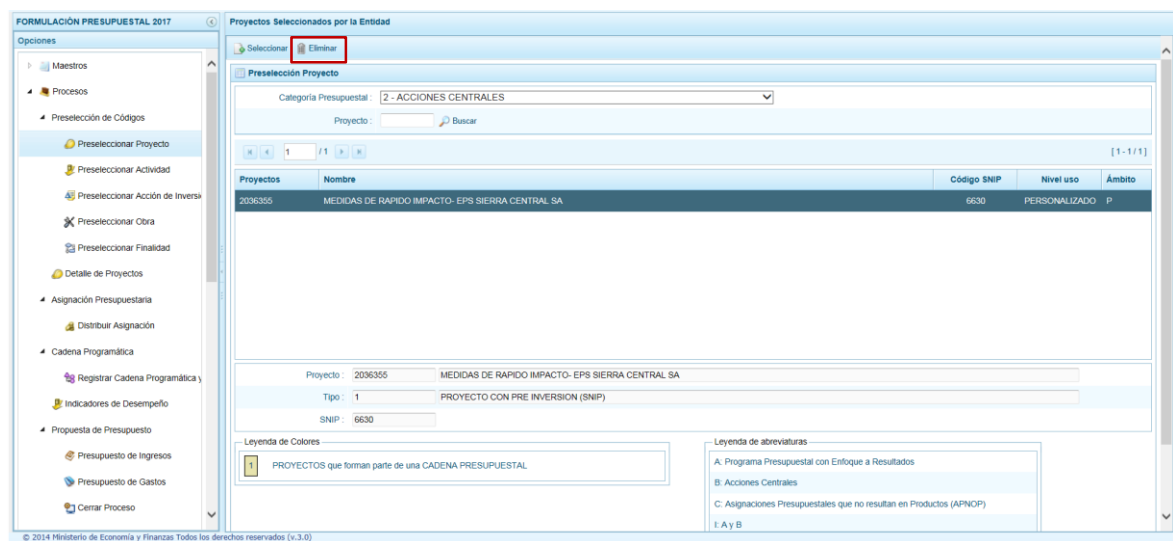 FORMULACIÓN PRESUPUESTAL 2017
Opciones
Maestros
Procesos
Preselección de Códigos
Preseleccionar Proyecto
Preseleccionar Actividad
Preseleccionar Acción de Inversi
Preseleccionar Obra
Preseleccionar Finalidad
Detalle de Proyectos
Asignación Presupuestaria
Distribuir Asignación
Cadena Programática
Registrar Cadena Programática y
Indicadores de Desempeño
Propuesta de Presupuesto
Presupuesto de Ingresos
Presupuesto de Gastos
Cerrar Proceso
Proyectos Seleccionados por la Entidad
Seleccionar Eliminar
Preselección Proyecto
Categoría Presupuestal : 2 - ACCIONES CENTRALES
Proyecto : Buscar
1 / 1 [ 1 - 1 / 1 ]
Proyectos Nombre Código SNIP Nivel uso Ámbito
2036355 MEDIDAS DE RAPIDO IMPACTO- EPS SIERRA CENTRAL SA 6630 PERSONALIZADO P
Proyecto : 2036355 MEDIDAS DE RAPIDO IMPACTO- EPS SIERRA CENTRAL SA
Tipo : 1 PROYECTO CON PRE INVERSION (SNIP)
SNIP : 6630
Leyenda de Colores
1 PROYECTOS que forman parte de una CADENA PRESUPUESTAL
Leyenda de abreviaturas
A: Programa Presupuestal con Enfoque a Resultados
B: Acciones Centrales
C: Asignaciones Presupuestales que no resultan en Productos (APNOP)
I: A y B
© 2014 Ministerio de Economía y Finanzas Todos los derechos reservados (v.3.0)